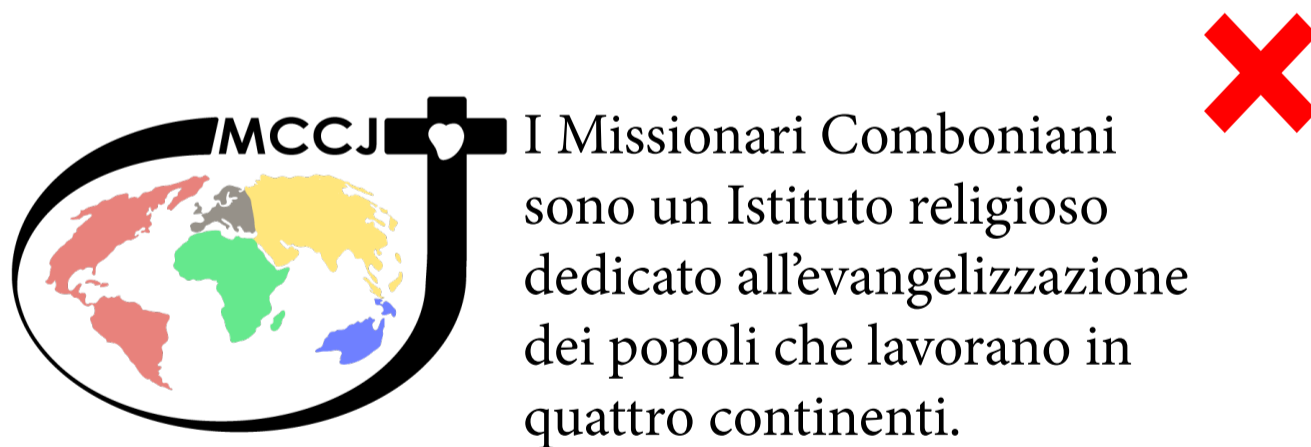 MCCJ
I Missionari Comboniani
sono un Istituto religioso
dedicato all’evangelizzazione
dei popoli che lavorano in
quattro continenti.